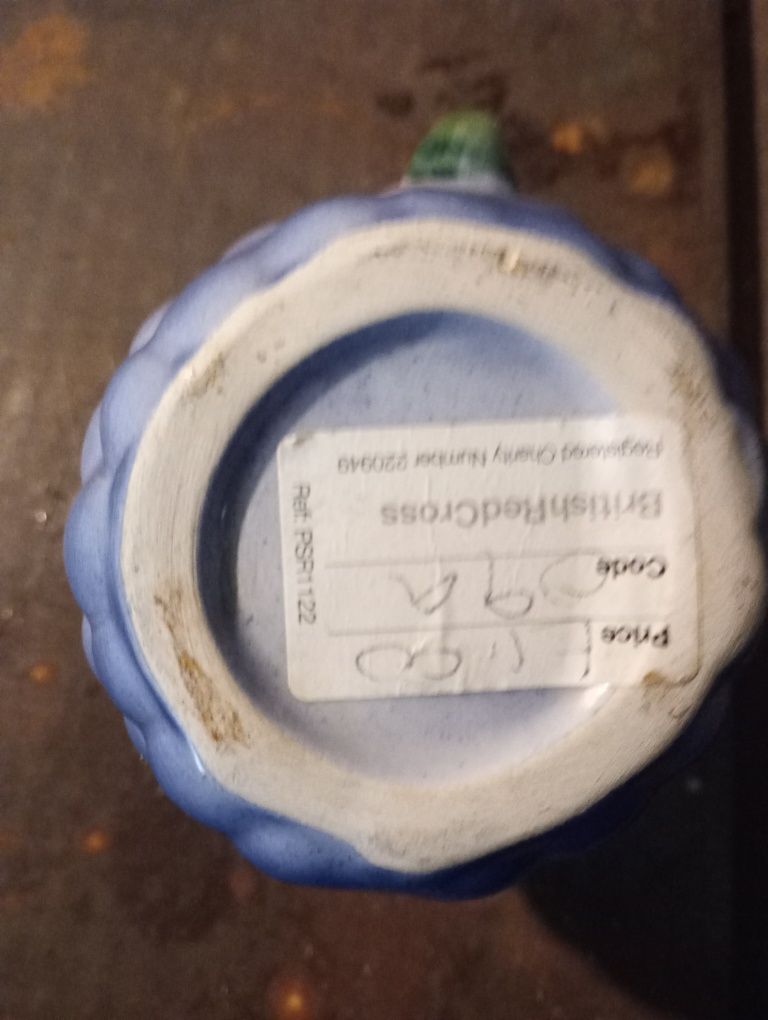 Registered Charity Number 220949
BritishRedCross
Code
Price
Ref: PSR1122